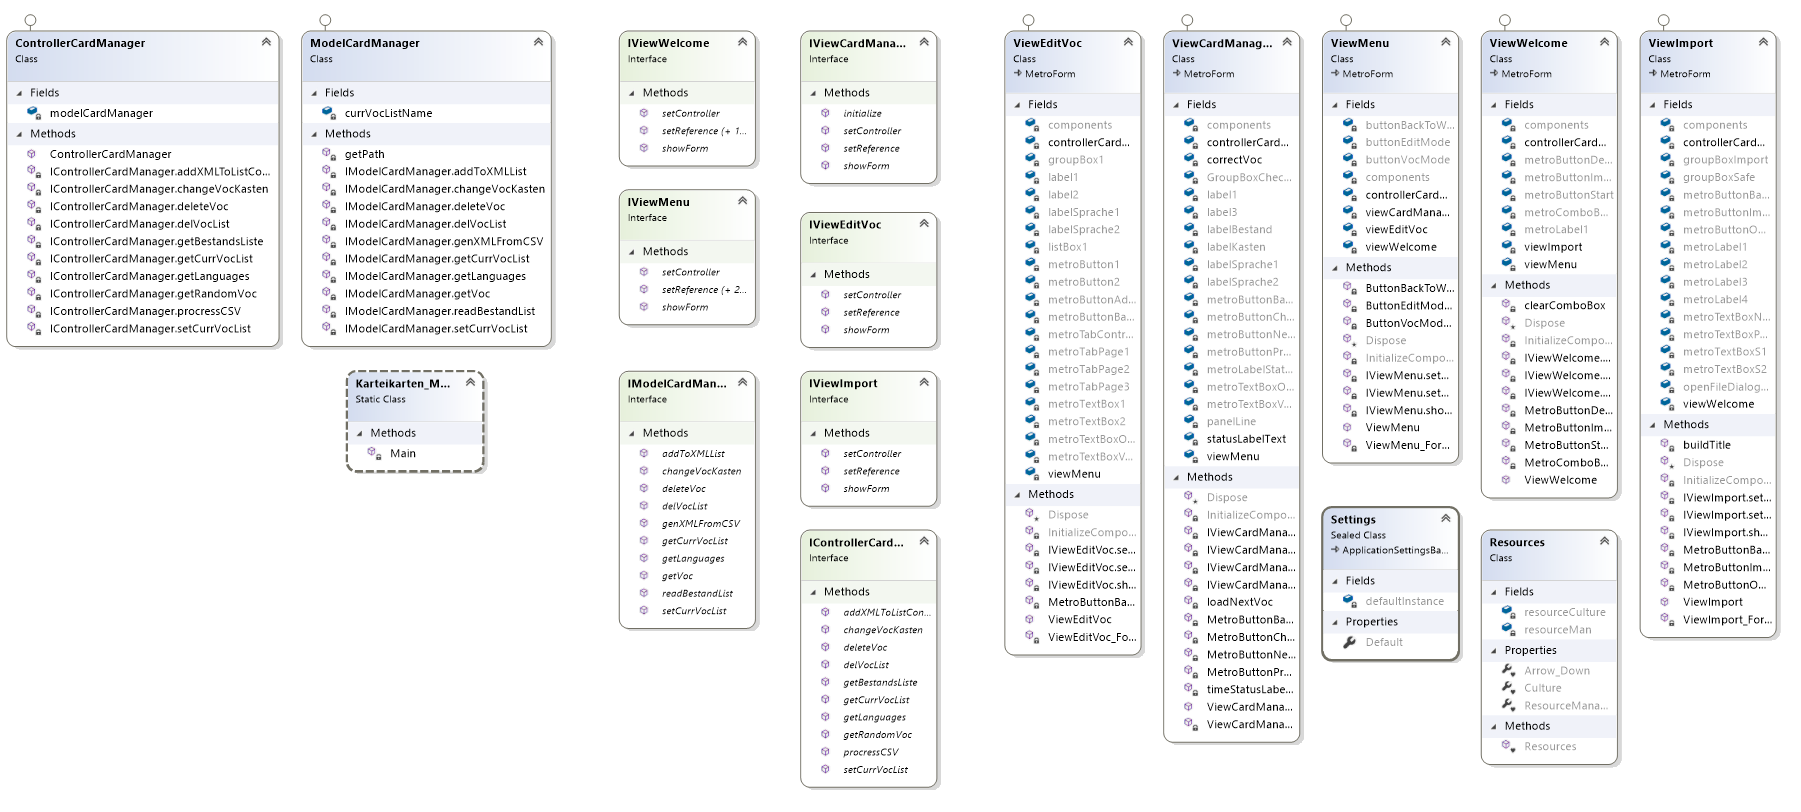 ControllerCardManager
Class
Fields
modelCardManager
Methods
ControllerCardManager
IControllerCardManager.addXMLToListCo...
IControllerCardManager.changeVocKasten
IControllerCardManager.deleteVoc
IControllerCardManager.delVocList
IControllerCardManager.getBestandsListe
IControllerCardManager.getCurrVocList
IControllerCardManager.getLanguages
IControllerCardManager.getRandomVoc
IControllerCardManager.procressCSV
IControllerCardManager.setCurrVocList
ModelCardManager
Class
Fields
currVocListName
Methods
getPath
IModelCardManager.addToXMLList
IModelCardManager.changeVocKasten
IModelCardManager.deleteVoc
IModelCardManager.delVocList
IModelCardManager.genXMLFromCSV
IModelCardManager.getCurrVocList
IModelCardManager.getLanguages
IModelCardManager.getVoc
IModelCardManager.readBestandList
IModelCardManager.setCurrVocList
Karteikarten_M...
Static Class
Methods
Main
IViewWelcome
Interface
Methods
setController
setReference (+ 1...
showForm
IViewMenu
Interface
Methods
setController
setReference (+ 2...
showForm
IModelCardMan...
Interface
Methods
addToXMLList
changeVocKasten
deleteVoc
delVocList
genXMLFromCSV
getCurrVocList
getLanguages
getVoc
readBestandList
setCurrVocList
IViewCardMana...
Interface
Methods
initialize
setController
setReference
showForm
IViewEditVoc
Interface
Methods
setController
setReference
showForm
IViewImport
Interface
Methods
setController
setReference
showForm
IControllerCard...
Interface
Methods
addXMLToListCon...
changeVocKasten
deleteVoc
delVocList
getBestandsListe
getCurrVocList
getLanguages
getRandomVoc
procressCSV
setCurrVocList
ViewEditVoc
Class
MetroForm
Fields
components
controllerCard...
groupBox1
label1
label2
labelSprache1
labelSprache2
listBox1
metroButton1
metroButton2
metroButtonAd...
metroButtonBa...
metroTabContr...
metroTabPage1
metroTabPage2
metroTabPage3
metroTextBox1
metroTextBox2
metroTextBoxO...
metroTextBoxV...
viewMenu
Methods
Dispose
InitializeCompo...
IViewEditVoc.se...
IViewEditVoc.se...
IViewEditVoc.sh...
MetroButtonBa...
ViewEditVoc
ViewEditVoc_Fo...
ViewCardManag...
Class
MetroForm
Fields
components
controllerCard...
correctVoc
GroupBoxChec...
label1
label3
labelBestand
labelKasten
labelSprache1
labelSprache2
metroButtonBa...
metroButtonCh...
metroButtonNe...
metroButtonPr...
metroLabelStat...
metroTextBoxO...
metroTextBoxV...
panelLine
statusLabelText
viewMenu
Methods
Dispose
InitializeCompo...
IViewCardMana...
IViewCardMana...
IViewCardMana...
IViewCardMana...
loadNextVoc
MetroButtonBa...
MetroButtonCh...
MetroButtonNe...
MetroButtonPr...
timeStatusLabe...
ViewCardMana...
ViewCardMana...
ViewMenu
Class
MetroForm
Fields
buttonBackToW...
buttonEditMode
buttonVocMode
components
controllerCard...
viewCardMana...
viewEditVoc
viewWelcome
Methods
ButtonBackToW...
ButtonEditMod...
ButtonVocMod...
Dispose
InitializeCompo...
IViewMenu.set...
IViewMenu.set...
IViewMenu.sho...
ViewMenu
ViewMenu_For...
Settings
Sealed Class
ApplicationSettingsBa...
Fields
defaultInstance
Properties
Default
ViewWelcome
Class
MetroForm
Fields
components
controllerCard...
metroButtonDe...
metroButtonIm...
metroButtonStart
metroComboB...
metroLabel1
viewImport
viewMenu
Methods
clearComboBox
Dispose
InitializeCompo...
IViewWelcome....
IViewWelcome....
IViewWelcome....
MetroButtonDe...
MetroButtonIm...
MetroButtonSt...
MetroComboB...
ViewWelcome
Resources
Class
Fields
resourceCulture
resourceMan
Properties
Arrow_Down
Culture
ResourceMana...
Methods
Resources
ViewImport
Class
MetroForm
Fields
components
controllerCard...
groupBoxImport
groupBoxSafe
metroButtonBa...
metroButtonIm...
metroButtonO...
metroLabel1
metroLabel2
metroLabel3
metroLabel4
metroTextBoxN...
metroTextBoxP...
metroTextBoxS1
metroTextBoxS2
openFileDialog...
viewWelcome
Methods
buildTitle
Dispose
InitializeCompo...
IViewImport.set...
IViewImport.set...
IViewImport.sh...
MetroButtonBa...
MetroButtonIm...
MetroButtonO...
ViewImport
ViewImport_For...